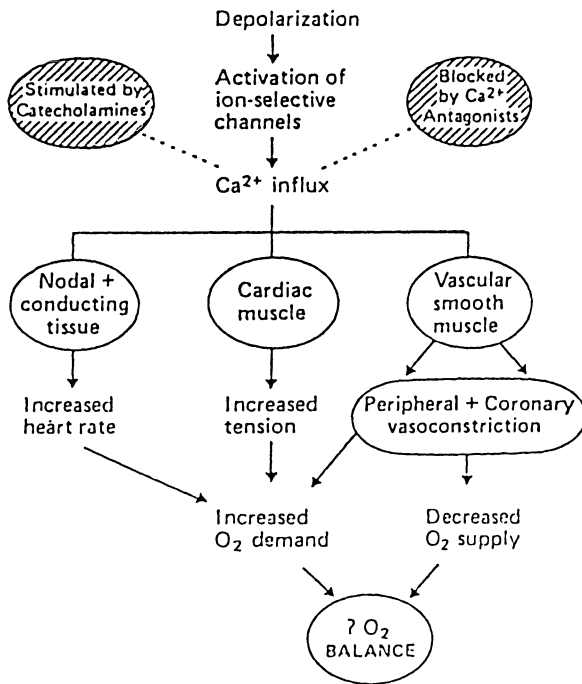 Depolarization
Stimulated by
Catecholamines
Activation of
ion-selective
channels
Blocked
by Ca²⁺
Antagonists
Ca²⁺ influx
Nodal +
conducting
tissue
Cardiac
muscle
Vascular
smooth
muscle
Increased
heart rate
Increased
tension
Peripheral + Coronary
vasoconstriction
Increased
O₂ demand
Decreased
O₂ supply
? O₂
BALANCE